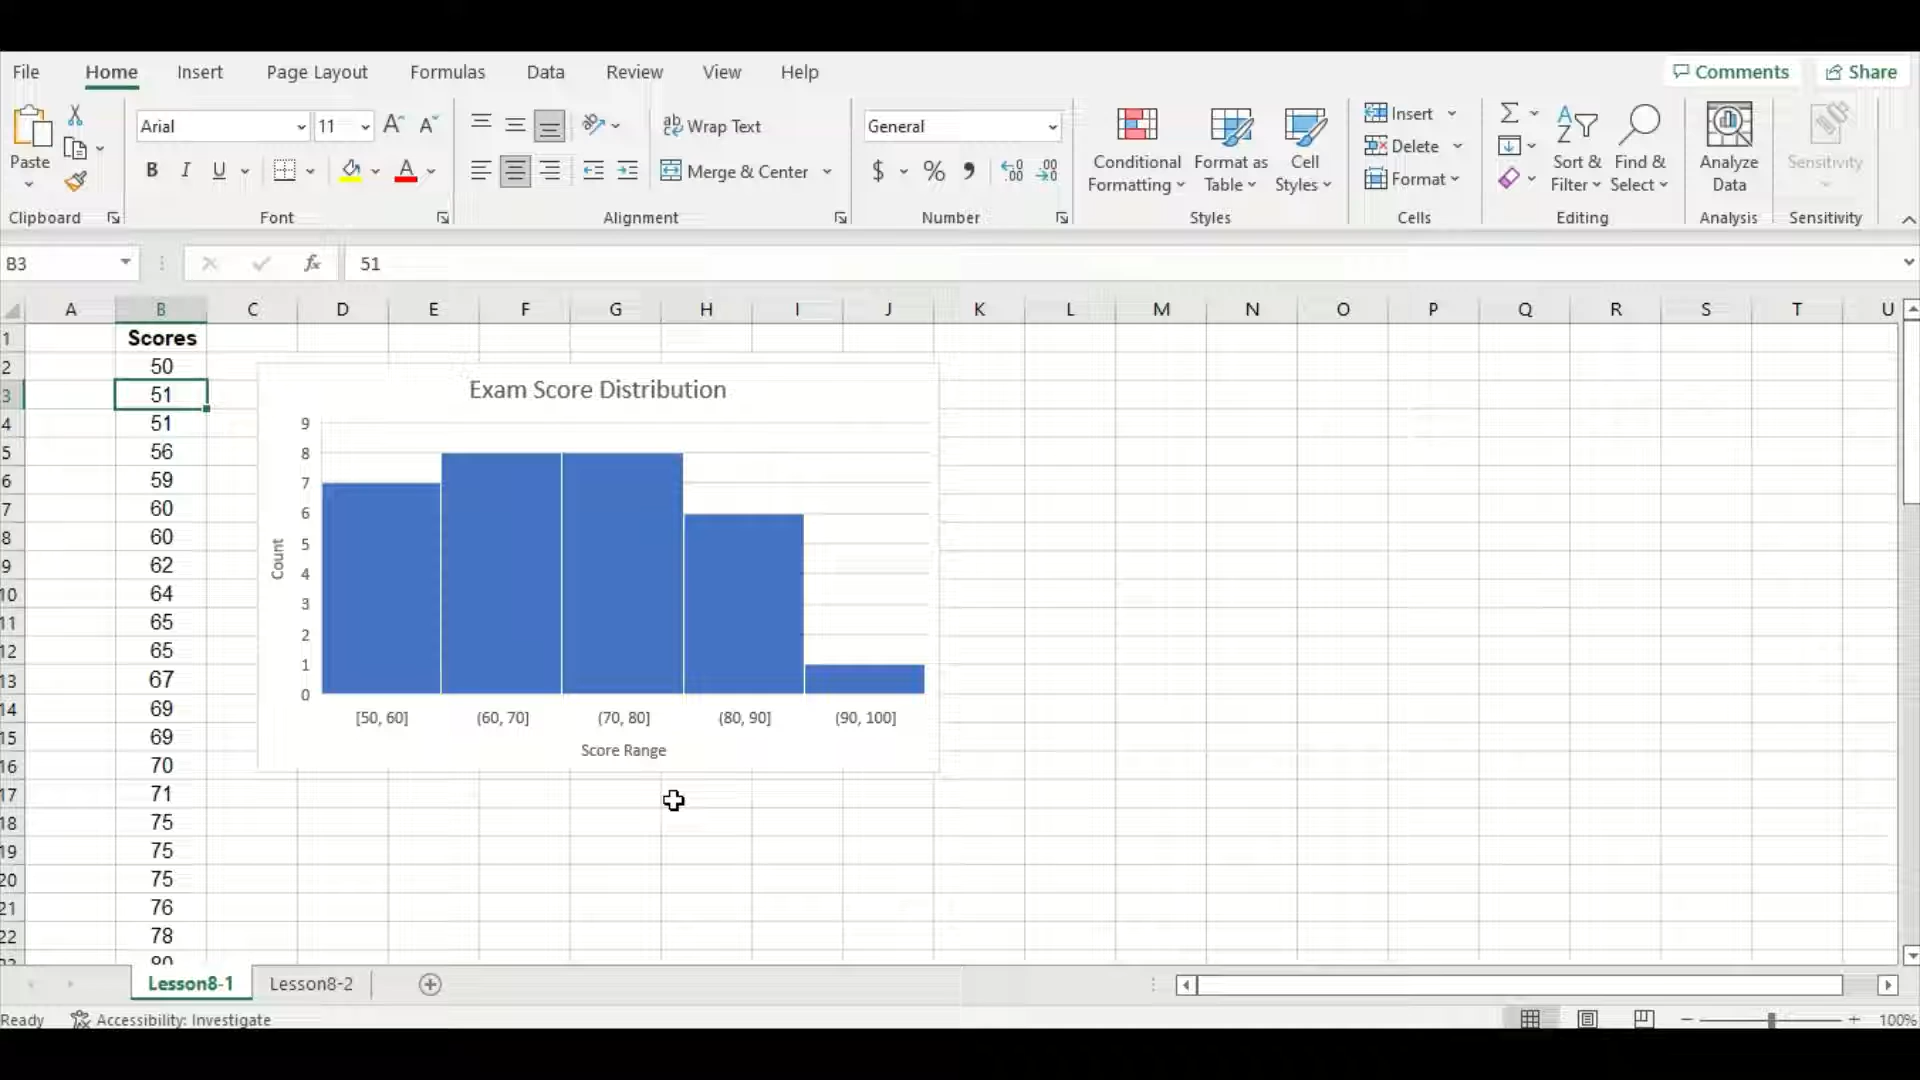 File Home Insert Page Layout Formulas Data Review View Help Comments Share
Arial 11 Wrap Text General Insert
Paste B I U Merge & Center $ % Conditional Formatting Format as Table Cell Styles Delete Sort & Filter Find & Select Analyze Data Sensitivity
Format
Clipboard Font Alignment Number Styles Cells Editing Analysis Sensitivity
B3 fx 51
A B C D E F G H I J K L M N O P Q R S T U
1 Scores
2 50
3 51
4 51
5 56
6 59
7 60
8 60
9 62
10 64
11 65
12 65
13 67
14 69
15 69
16 70
17 71
18 75
19 75
20 75
21 76
22 78
Exam Score Distribution
9
8
7
6
5
4
3
2
1
0
Count
[50, 60] (60, 70] (70, 80] (80, 90] (90, 100]
Score Range
Lesson8-1 Lesson8-2
Ready Accessibility: Investigate 100%